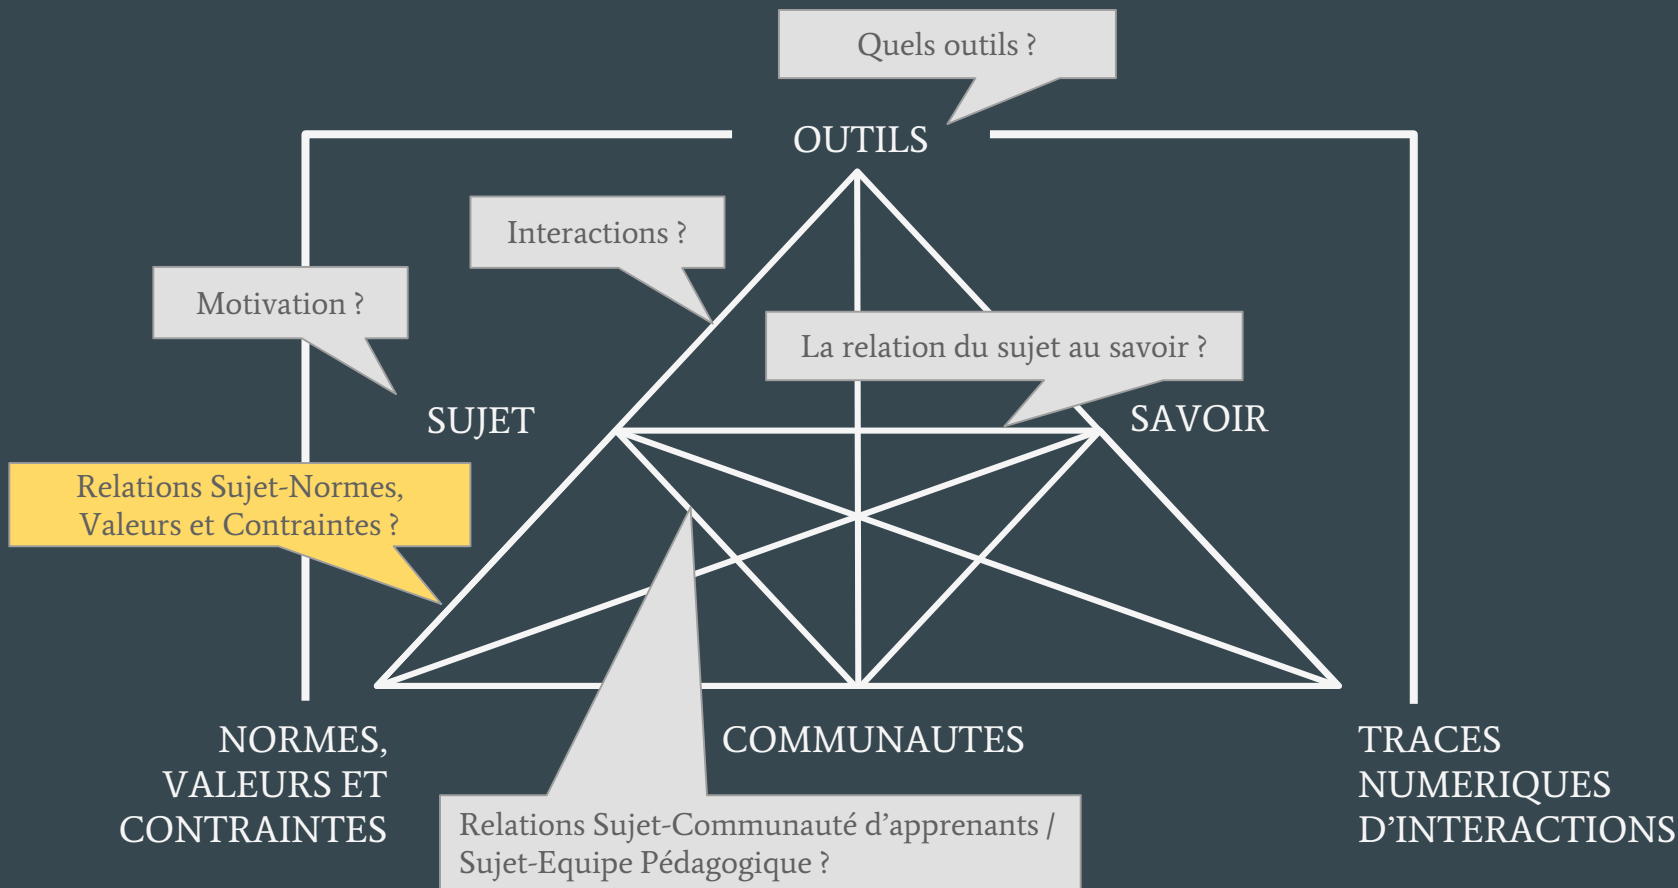 Quels outils ?
OUTILS
Interactions ?
Motivation ?
La relation du sujet au savoir ?
SUJET
SAVOIR
Relations Sujet-Normes,
Valeurs et Contraintes ?
NORMES,
VALEURS ET
CONTRAINTES
COMMUNAUTES
TRACES
NUMERIQUES
D’INTERACTIONS
Relations Sujet-Communauté d’apprenants /
Sujet-Equipe Pédagogique ?